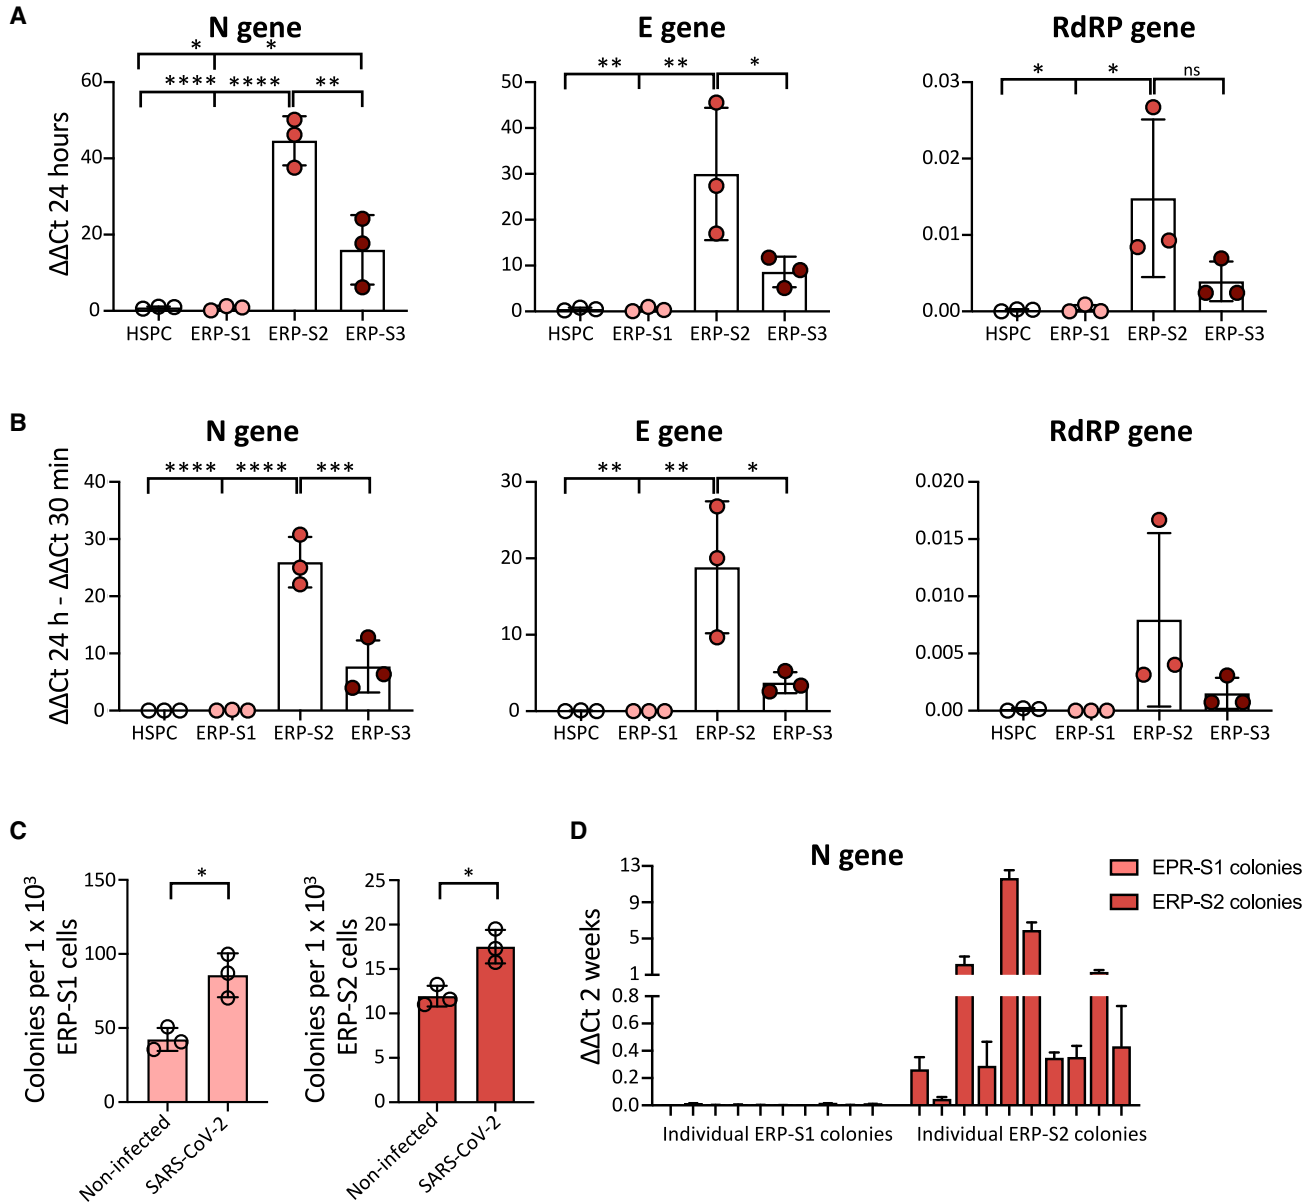 A
N gene
E gene
RdRP gene
* *
**** **** **
** ** *
* * ns
ΔΔCt 24 hours
60
40
20
0
HSPC ERP-S1 ERP-S2 ERP-S3
50
40
30
20
10
0
HSPC ERP-S1 ERP-S2 ERP-S3
0.03
0.02
0.01
0.00
HSPC ERP-S1 ERP-S2 ERP-S3
B
N gene
E gene
RdRP gene
**** **** ***
** ** *
ΔΔCt 24 h - ΔΔCt 30 min
40
30
20
10
0
HSPC ERP-S1 ERP-S2 ERP-S3
30
20
10
0
HSPC ERP-S1 ERP-S2 ERP-S3
0.020
0.015
0.010
0.005
0.000
HSPC ERP-S1 ERP-S2 ERP-S3
C
Colonies per 1 x 10³
ERP-S1 cells
150
100
50
0
*
Non-infected
SARS-CoV-2
Colonies per 1 x 10³
ERP-S2 cells
25
20
15
10
5
0
*
Non-infected
SARS-CoV-2
D
N gene
ΔΔCt 2 weeks
13
9
5
1
0.8
0.6
0.4
0.2
0.0
Individual ERP-S1 colonies
Individual ERP-S2 colonies
EPR-S1 colonies
ERP-S2 colonies